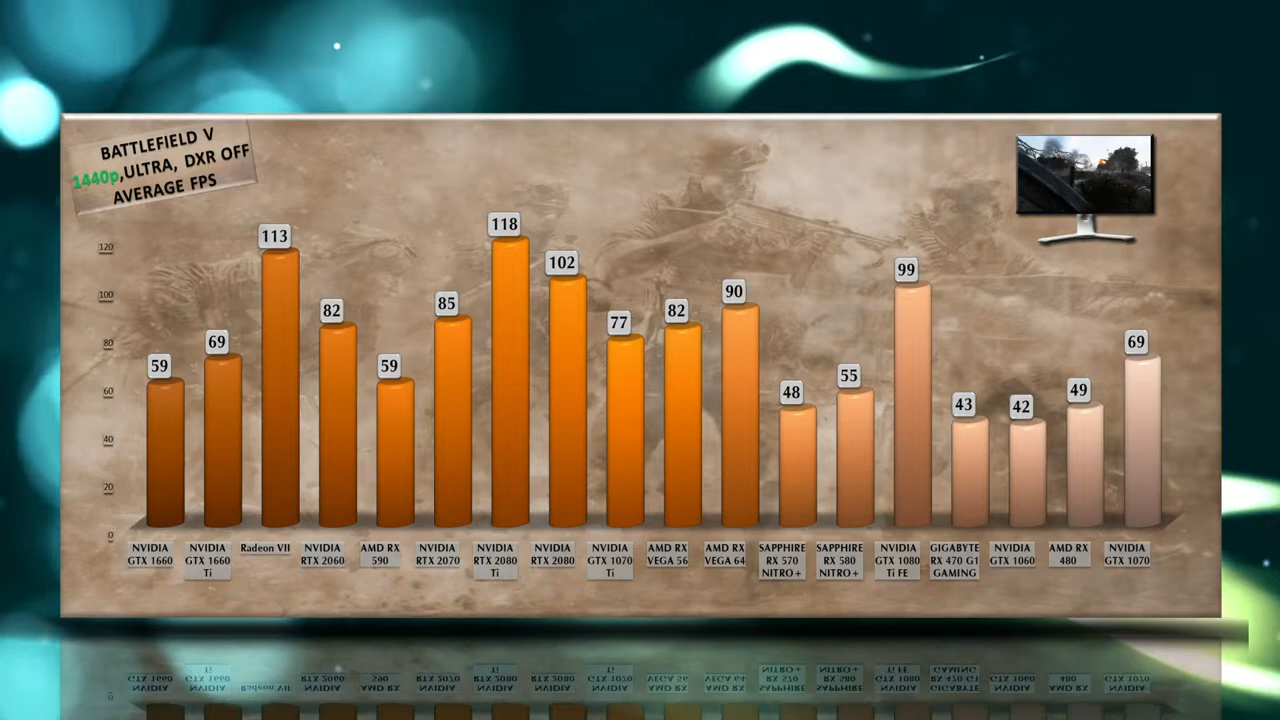 BATTLEFIELD V
1440p,ULTRA, DXR OFF
AVERAGE FPS
120
100
80
60
40
20
0
59
69
113
82
59
85
118
102
77
82
90
48
55
99
43
42
49
69
NVIDIA
GTX 1660
NVIDIA
GTX 1660
Ti
Radeon VII
NVIDIA
RTX 2060
AMD RX
590
NVIDIA
RTX 2070
NVIDIA
RTX 2080
Ti
NVIDIA
RTX 2080
NVIDIA
GTX 1070
Ti
AMD RX
VEGA 56
AMD RX
VEGA 64
SAPPHIRE
RX 570
NITRO+
SAPPHIRE
RX 580
NITRO+
NVIDIA
GTX 1080
Ti FE
GIGABYTE
RX 470 G1
GAMING
NVIDIA
GTX 1060
AMD RX
480
NVIDIA
GTX 1070